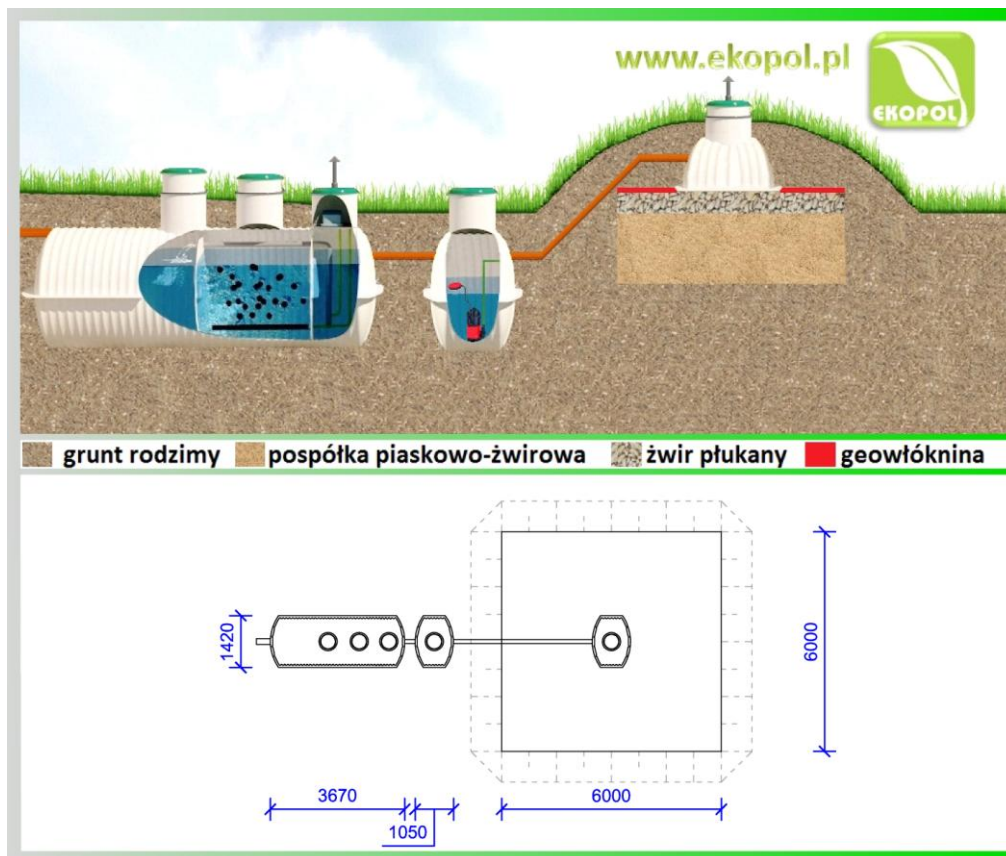 www.ekopol.pl
EKOPOL
grunt rodzimy pospółka piaskowo-żwirowa żwir płukany geowłóknina
1420
6000
3670
6000
1050